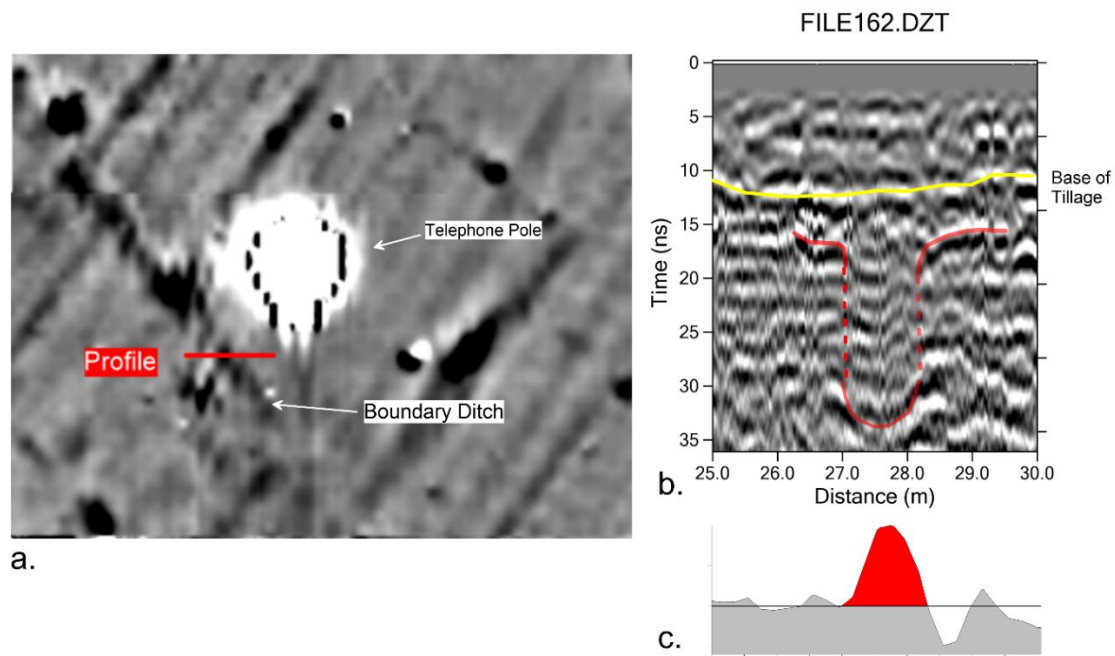 FILE162.DZT
Telephone Pole
Profile
Boundary Ditch
a.
Time (ns)
0
5
10
15
20
25
30
35
Base of
Tillage
25.0 26.0 27.0 28.0 29.0 30.0
Distance (m)
b.
c.